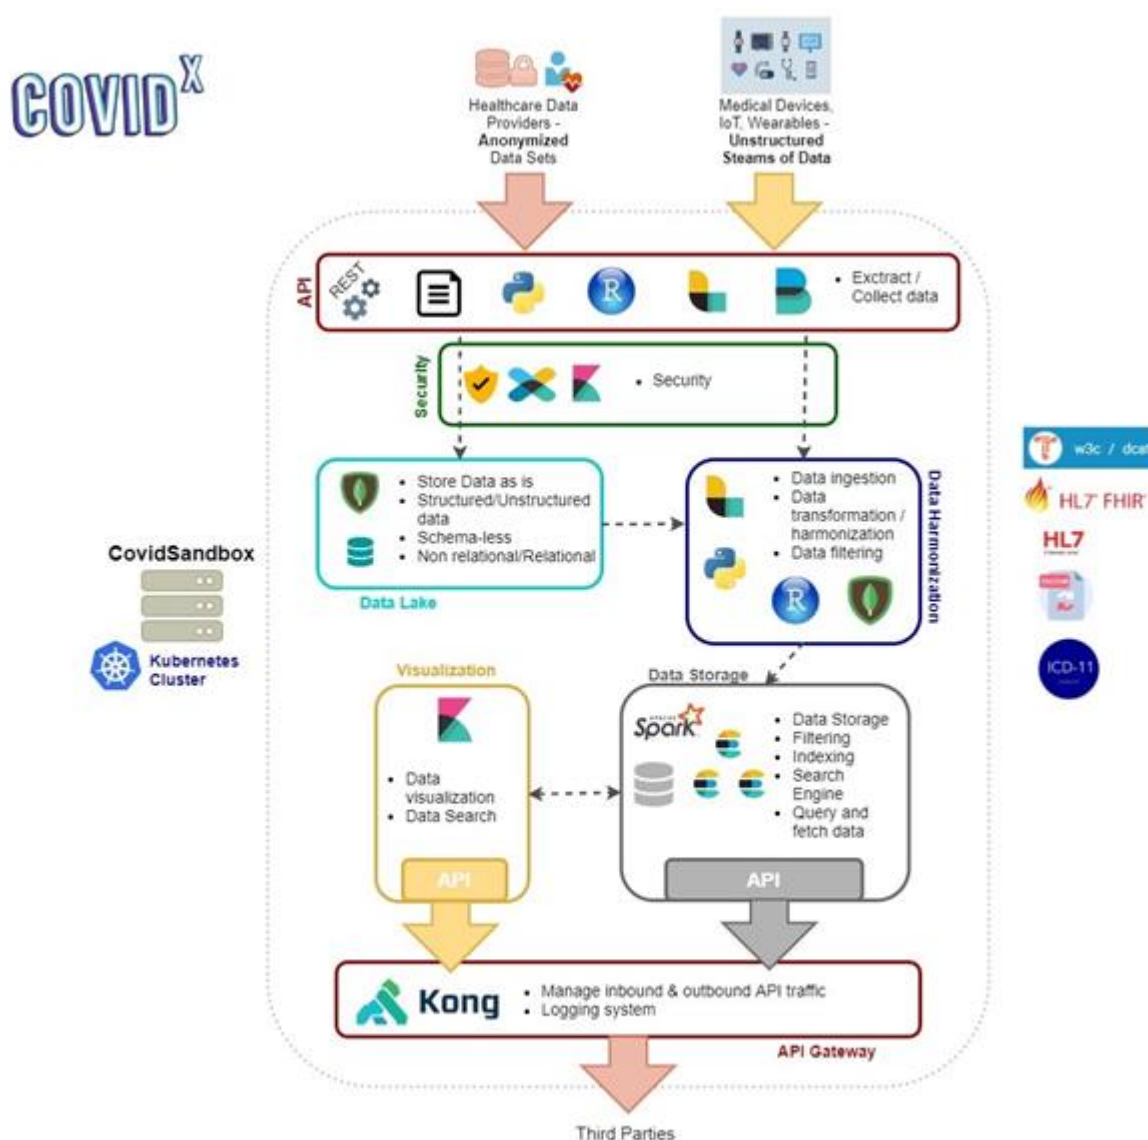 COVID X
Healthcare Data
Providers -
Anonymized
Data Sets
Medical Devices,
IoT, Wearables -
Unstructured
Steams of Data
API
REST
R
• Exctract /
Collect data
Security
• Security
• Store Data as is
• Structured/Unstructured
data
• Schema-less
• Non relational/Relational
Data Lake
• Data ingestion
• Data
transformation /
harmonization
• Data filtering
R
Data Harmonization
CovidSandbox
Kubernetes
Cluster
w3c / dcat
HL7 FHIR
HL7
ICD-11
Visualization
• Data
visualization
• Data Search
API
Data Storage
APACHE
Spark
• Data Storage
• Filtering
• Indexing
• Search
Engine
• Query and
fetch data
API
Kong
• Manage inbound & outbound API traffic
• Logging system
API Gateway
Third Parties